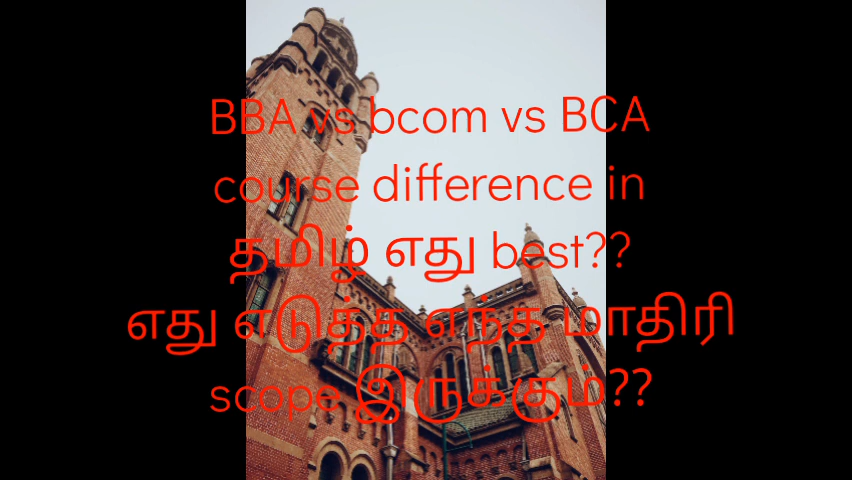 BBA vs bcom vs BCA
course difference in
தமிழ் எது best??
எது எடுத்த எந்த மாதிரி
scope இருக்கும்??